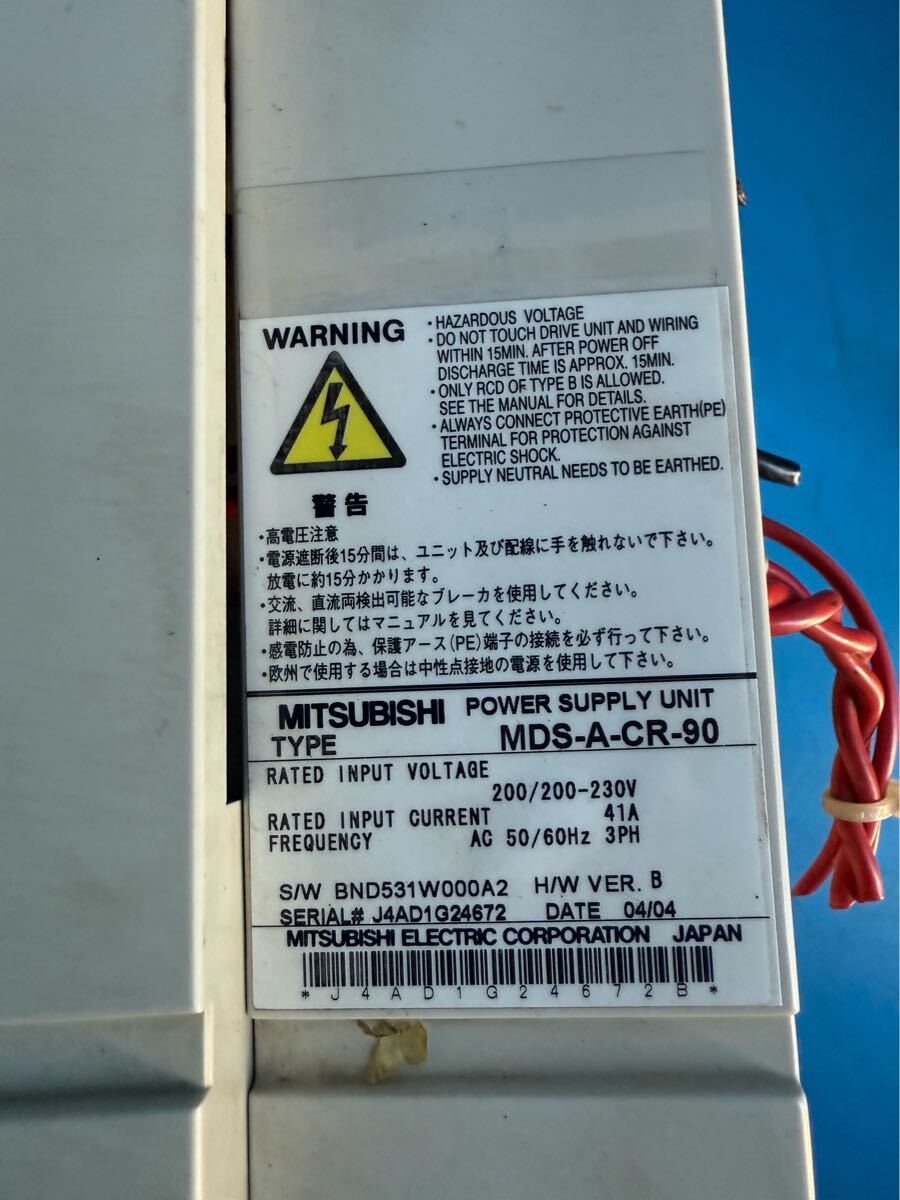 WARNING
・HAZARDOUS VOLTAGE
・DO NOT TOUCH DRIVE UNIT AND WIRING
WITHIN 15MIN. AFTER POWER OFF
DISCHARGE TIME IS APPROX. 15MIN.
・ONLY RCD OF TYPE B IS ALLOWED.
SEE THE MANUAL FOR DETAILS.
・ALWAYS CONNECT PROTECTIVE EARTH(PE)
TERMINAL FOR PROTECTION AGAINST
ELECTRIC SHOCK.
・SUPPLY NEUTRAL NEEDS TO BE EARTHED.
警告
・高電圧注意
・電源遮断後15分間は、ユニット及び配線に手を触れないで下さい。
放電に約15分かかります。
・交流、直流両検出可能なブレーカを使用してください。
詳細に関してはマニュアルを見てください。
・感電防止の為、保護アース(PE)端子の接続を必ず行って下さい。
・欧州で使用する場合は中性点接地の電源を使用して下さい。
MITSUBISHI POWER SUPPLY UNIT
TYPE MDS-A-CR-90
RATED INPUT VOLTAGE
200/200-230V
RATED INPUT CURRENT 41A
FREQUENCY AC 50/60Hz 3PH
S/W BND531W000A2 H/W VER. B
SERIAL# J4AD1G24672 DATE 04/04
MITSUBISHI ELECTRIC CORPORATION JAPAN
*J4AD1G24672B*